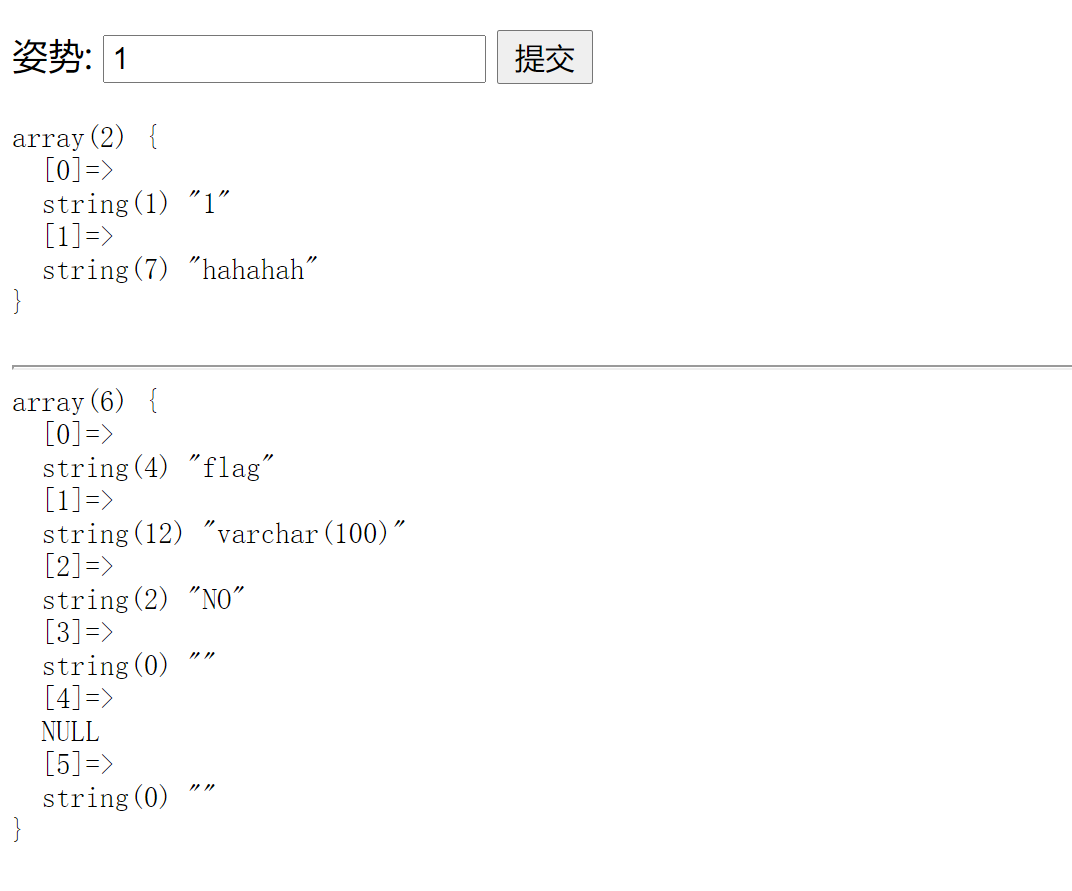 姿势: 1 提交
array(2) {
  [0]=>
  string(1) "1"
  [1]=>
  string(7) "hahahah"
}
array(6) {
  [0]=>
  string(4) "flag"
  [1]=>
  string(12) "varchar(100)"
  [2]=>
  string(2) "NO"
  [3]=>
  string(0) ""
  [4]=>
  NULL
  [5]=>
  string(0) ""
}